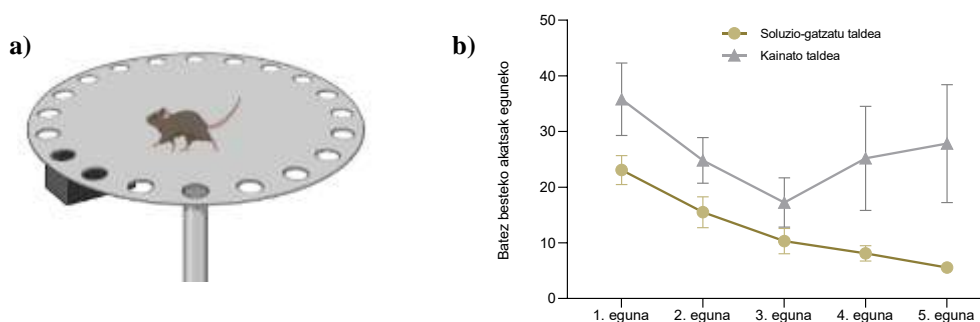 a)
b)
Batez besteko akatsak eguneko
50
40
30
20
10
0
Soluzio-gatzatu taldea
Kainato taldea
1. eguna 2. eguna 3. eguna 4. eguna 5. eguna